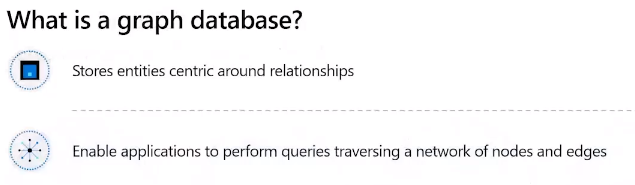 What is a graph database?
Stores entities centric around relationships
Enable applications to perform queries traversing a network of nodes and edges